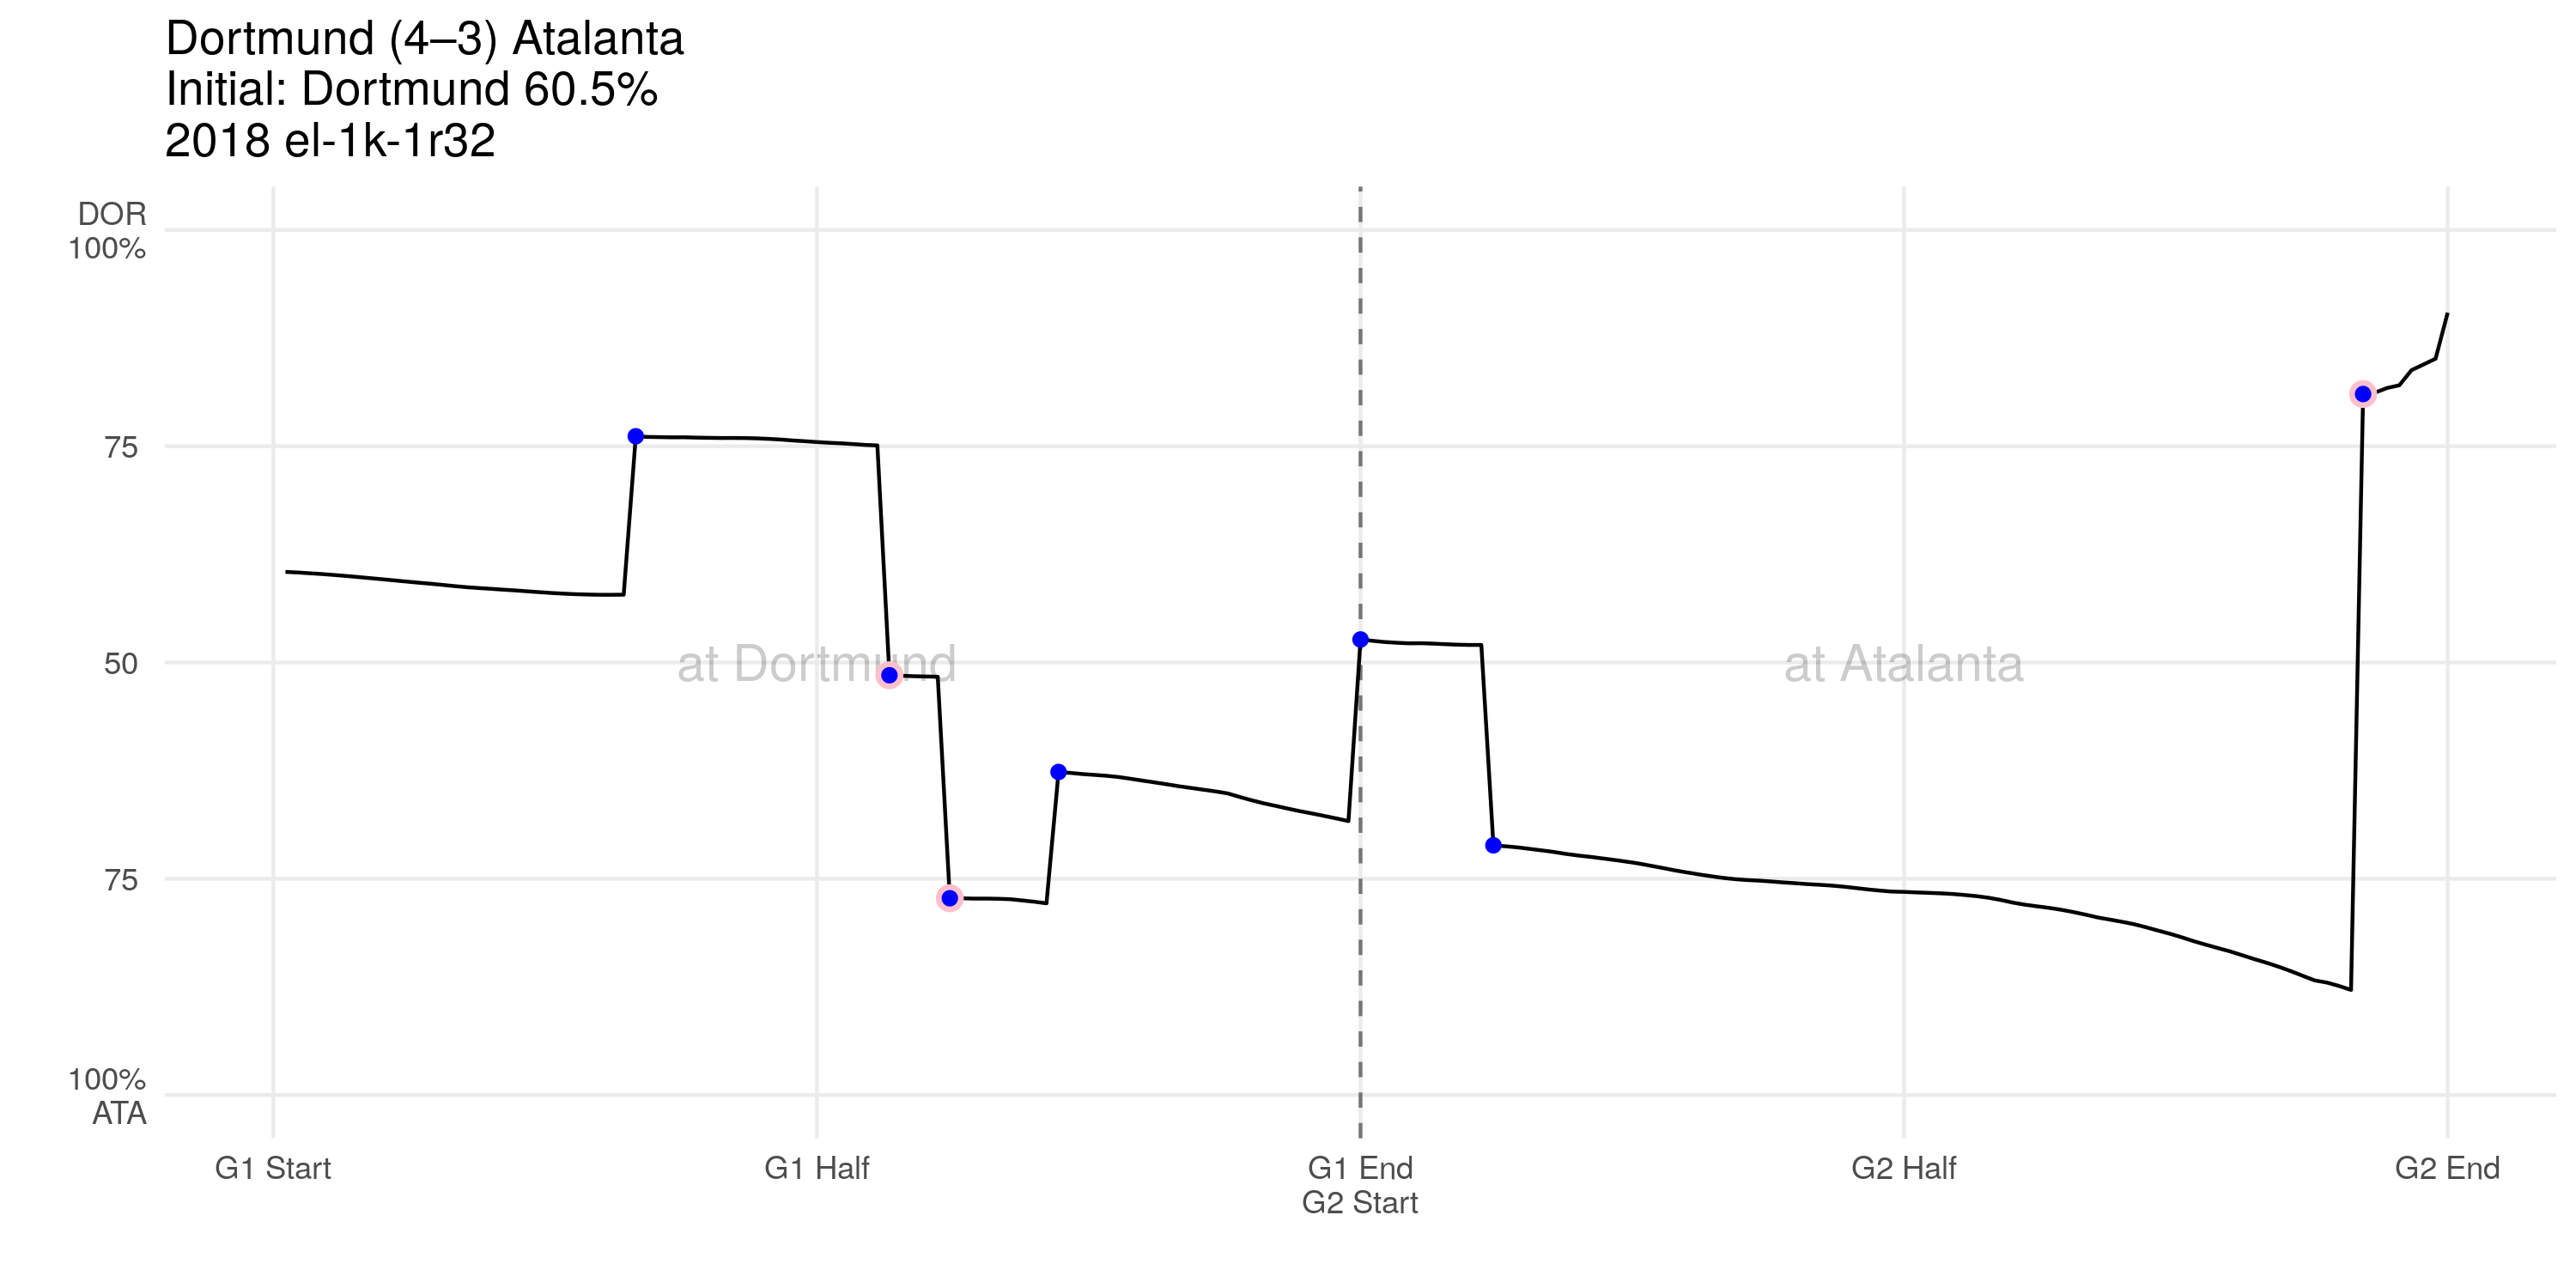 Dortmund (4–3) Atalanta
Initial: Dortmund 60.5%
2018 el-1k-1r32
DOR
100%
75
50
75
100%
ATA
at Dortmund
at Atalanta
G1 Start
G1 Half
G1 End
G2 Start
G2 Half
G2 End